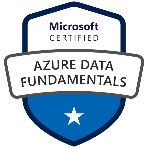 Microsoft
CERTIFIED
AZURE DATA
FUNDAMENTALS